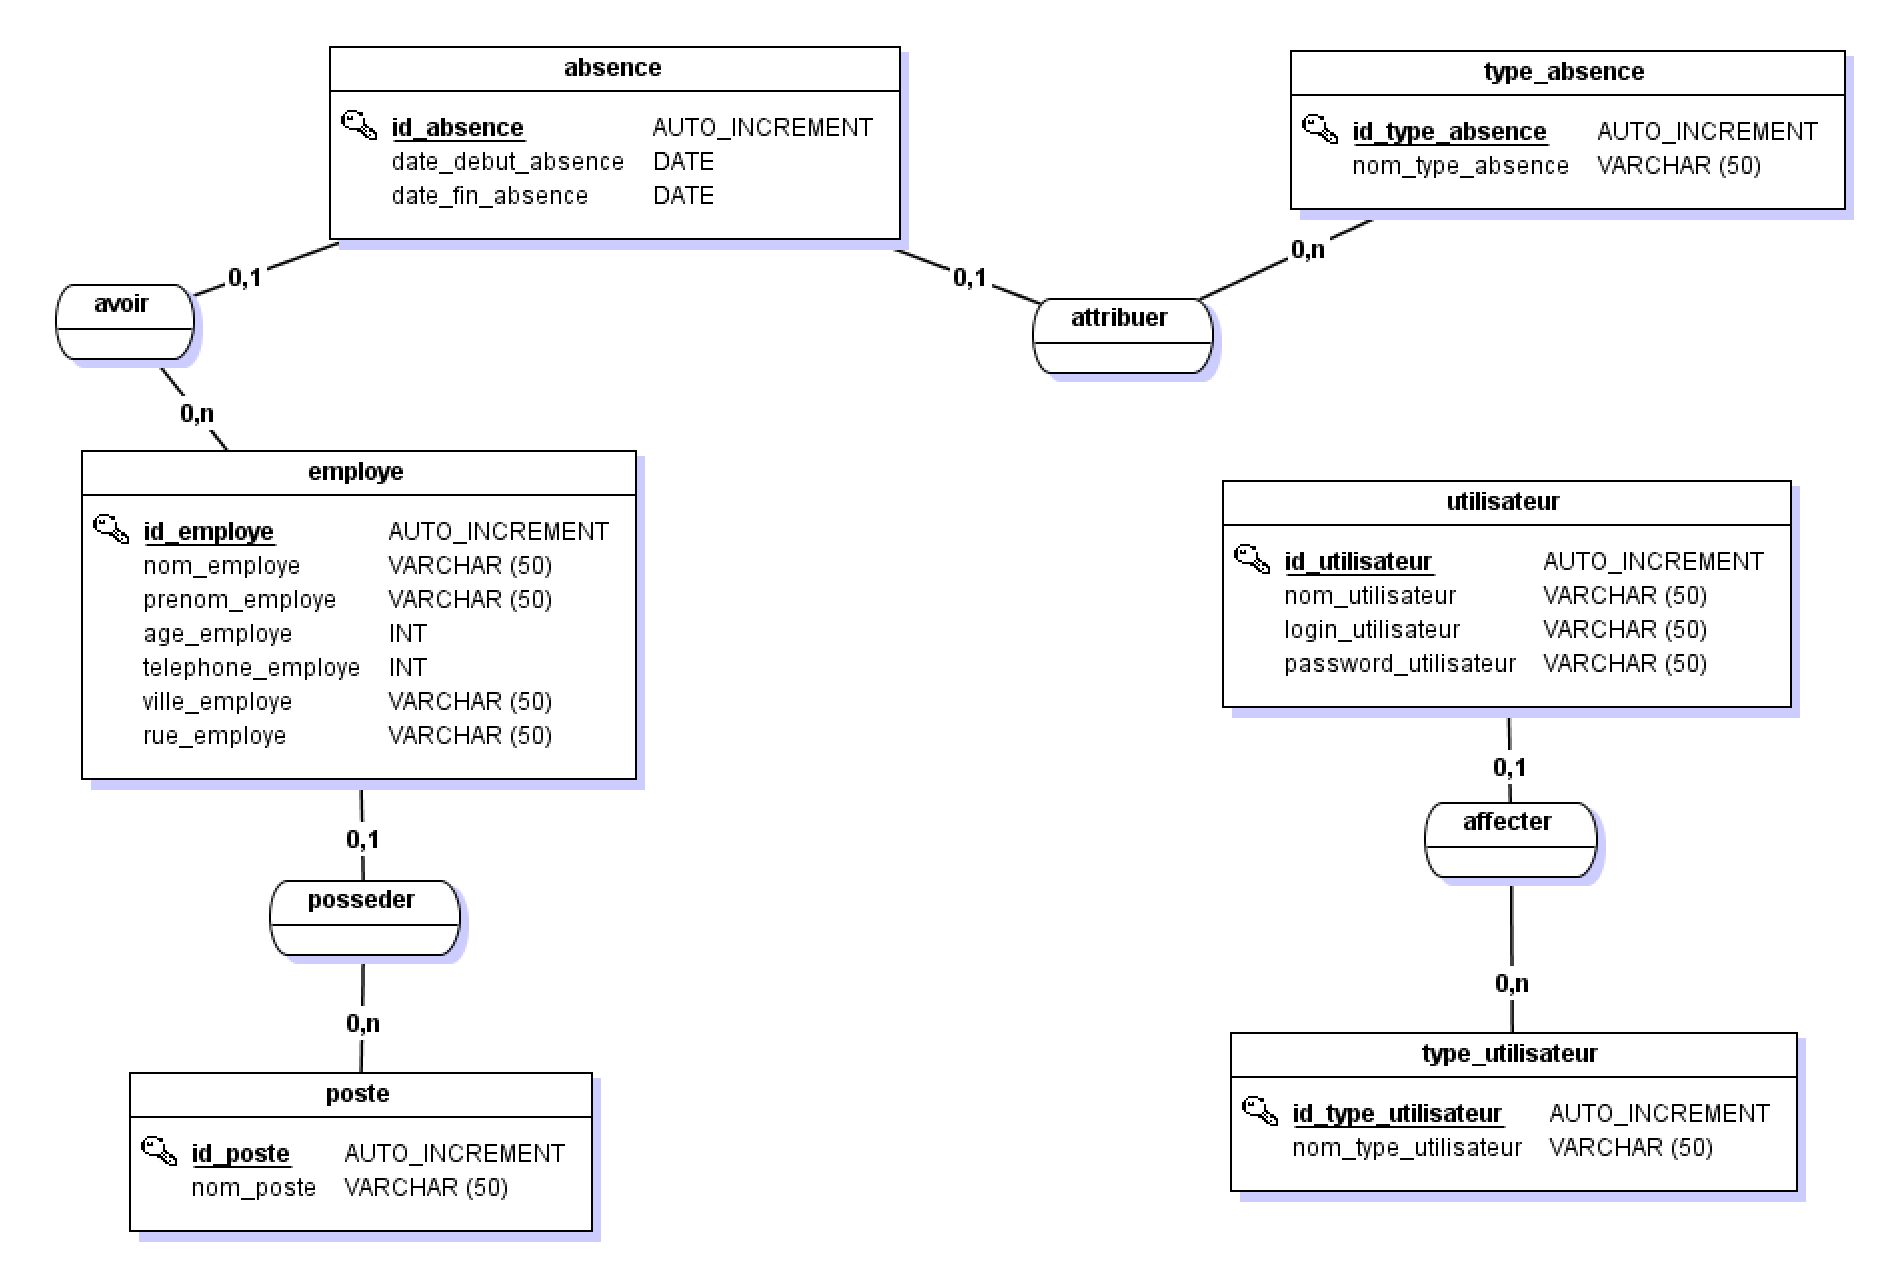 absence
id_absence AUTO_INCREMENT
date_debut_absence DATE
date_fin_absence DATE
type_absence
id_type_absence AUTO_INCREMENT
nom_type_absence VARCHAR (50)
0,1
0,1
0,n
avoir
attribuer
0,n
employe
id_employe AUTO_INCREMENT
nom_employe VARCHAR (50)
prenom_employe VARCHAR (50)
age_employe INT
telephone_employe INT
ville_employe VARCHAR (50)
rue_employe VARCHAR (50)
utilisateur
id_utilisateur AUTO_INCREMENT
nom_utilisateur VARCHAR (50)
login_utilisateur VARCHAR (50)
password_utilisateur VARCHAR (50)
0,1
posseder
0,n
poste
id_poste AUTO_INCREMENT
nom_poste VARCHAR (50)
0,1
affecter
0,n
type_utilisateur
id_type_utilisateur AUTO_INCREMENT
nom_type_utilisateur VARCHAR (50)